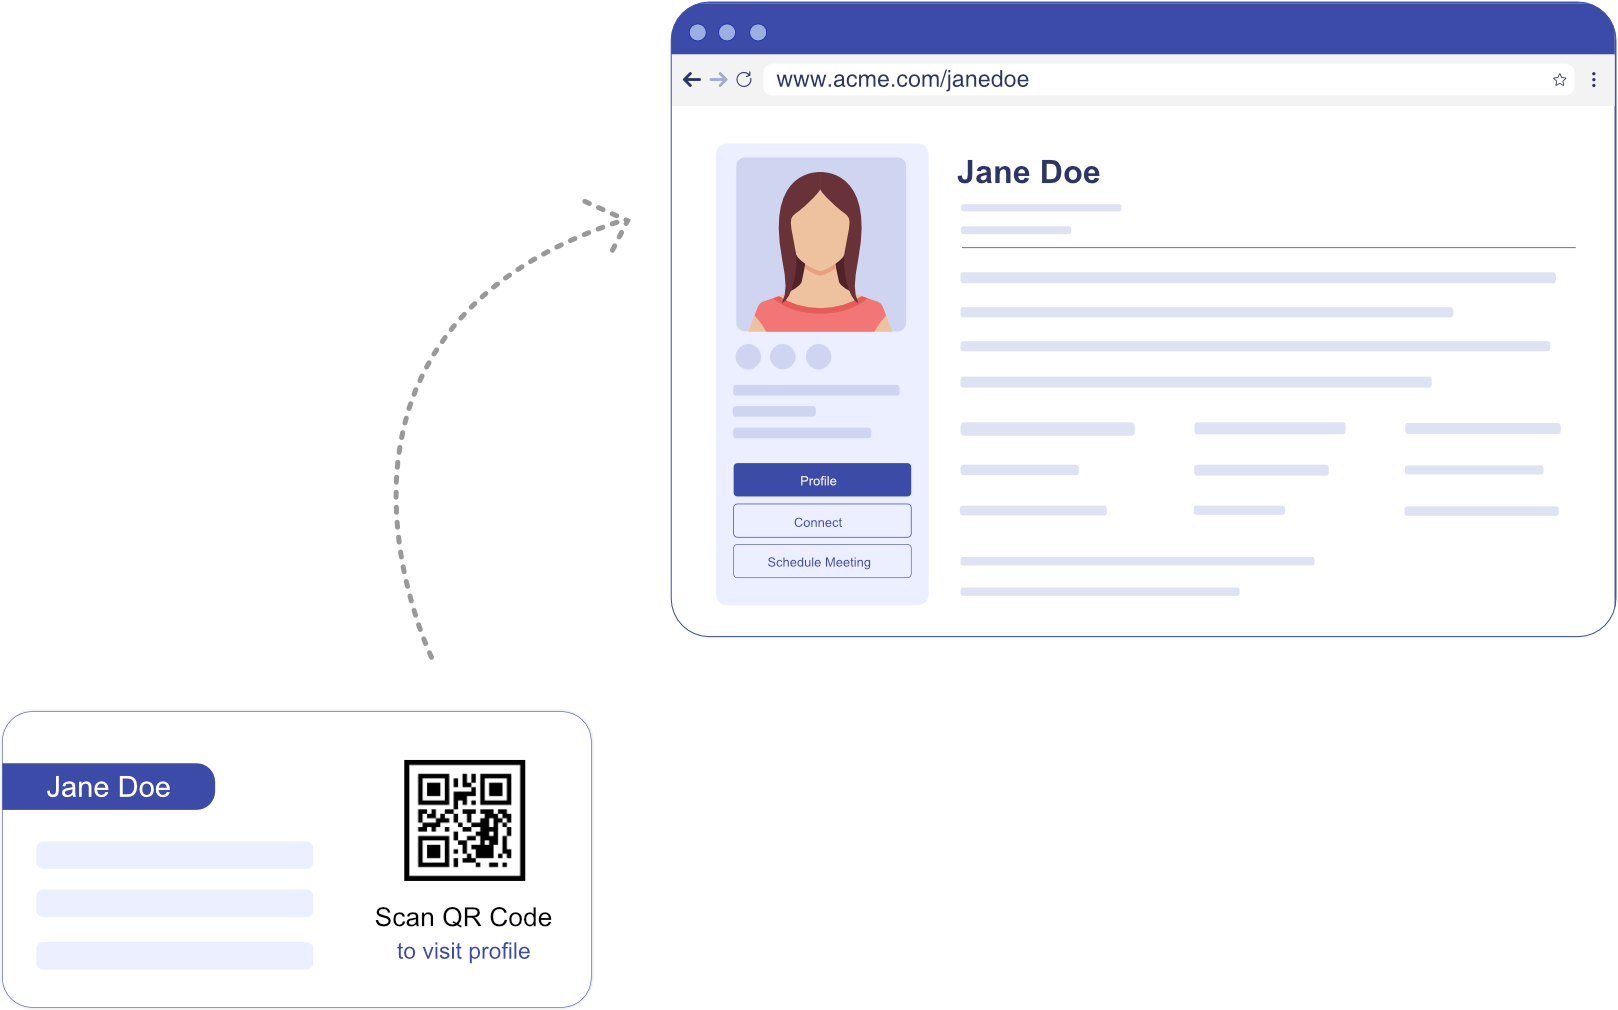 www.acme.com/janedoe
Jane Doe
Profile
Connect
Schedule Meeting
Jane Doe
Scan QR Code
to visit profile